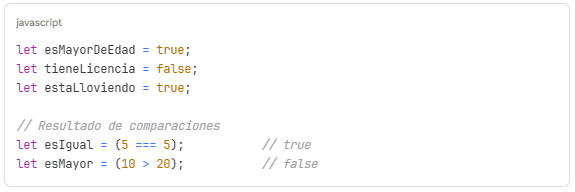 javascript
let esMayorDeEdad = true;
let tieneLicencia = false;
let estaLloviendo = true;
// Resultado de comparaciones
let esIgual = (5 === 5);           // true
let esMayor = (10 > 20);           // false